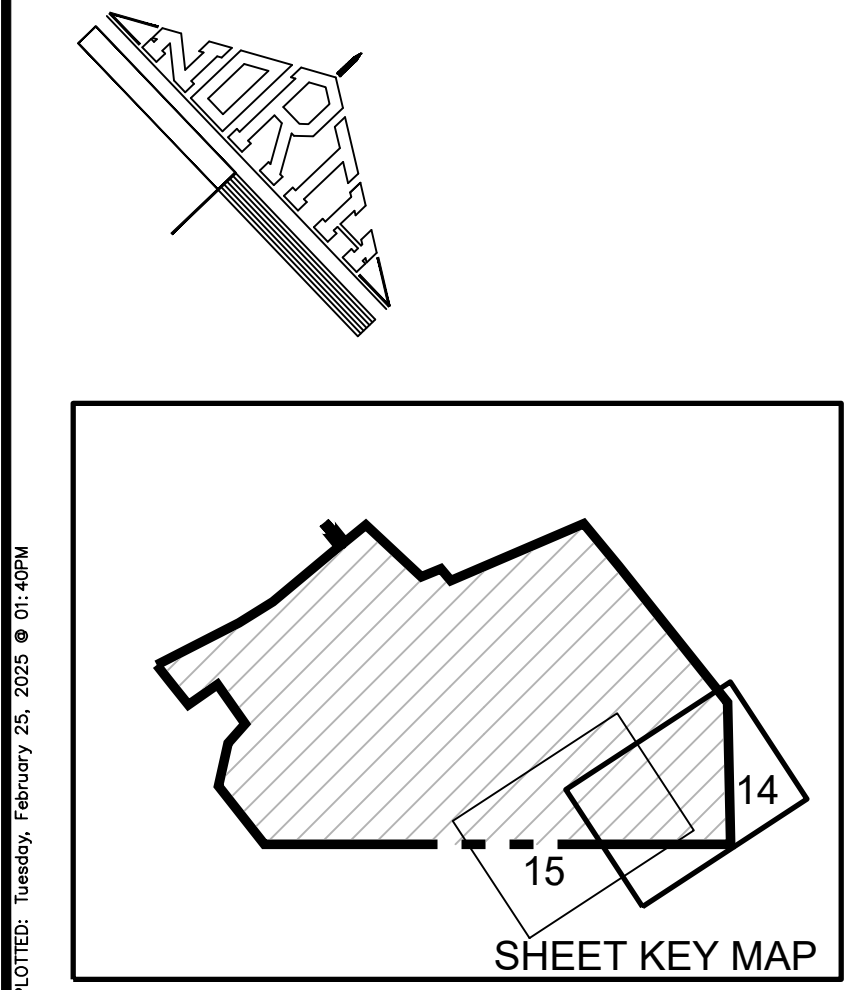 NORTH
PLOTTED: Tuesday, February 25, 2025 @ 01:40PM
14
15
SHEET KEY MAP